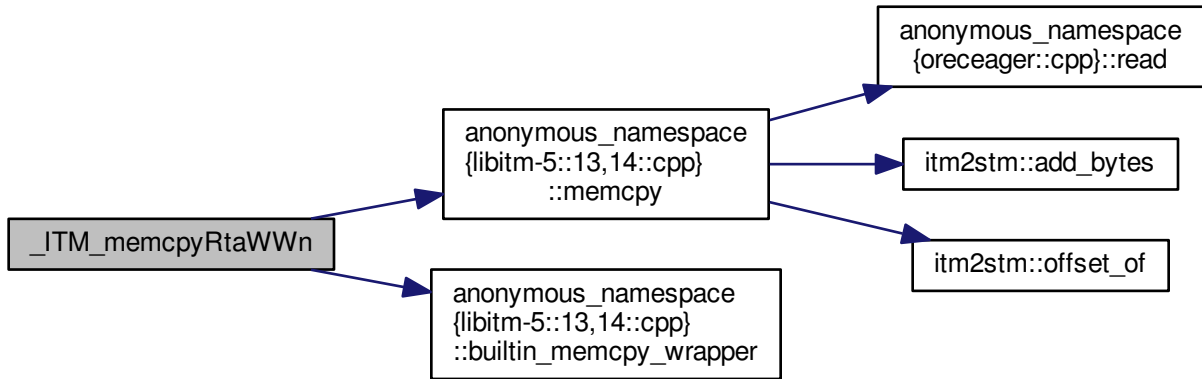 _ITM_memcpyRtaWWn
anonymous_namespace
{libitm-5::13,14::cpp}
::memcpy
anonymous_namespace
{libitm-5::13,14::cpp}
::builtin_memcpy_wrapper
anonymous_namespace
{oreceager::cpp}::read
itm2stm::add_bytes
itm2stm::offset_of